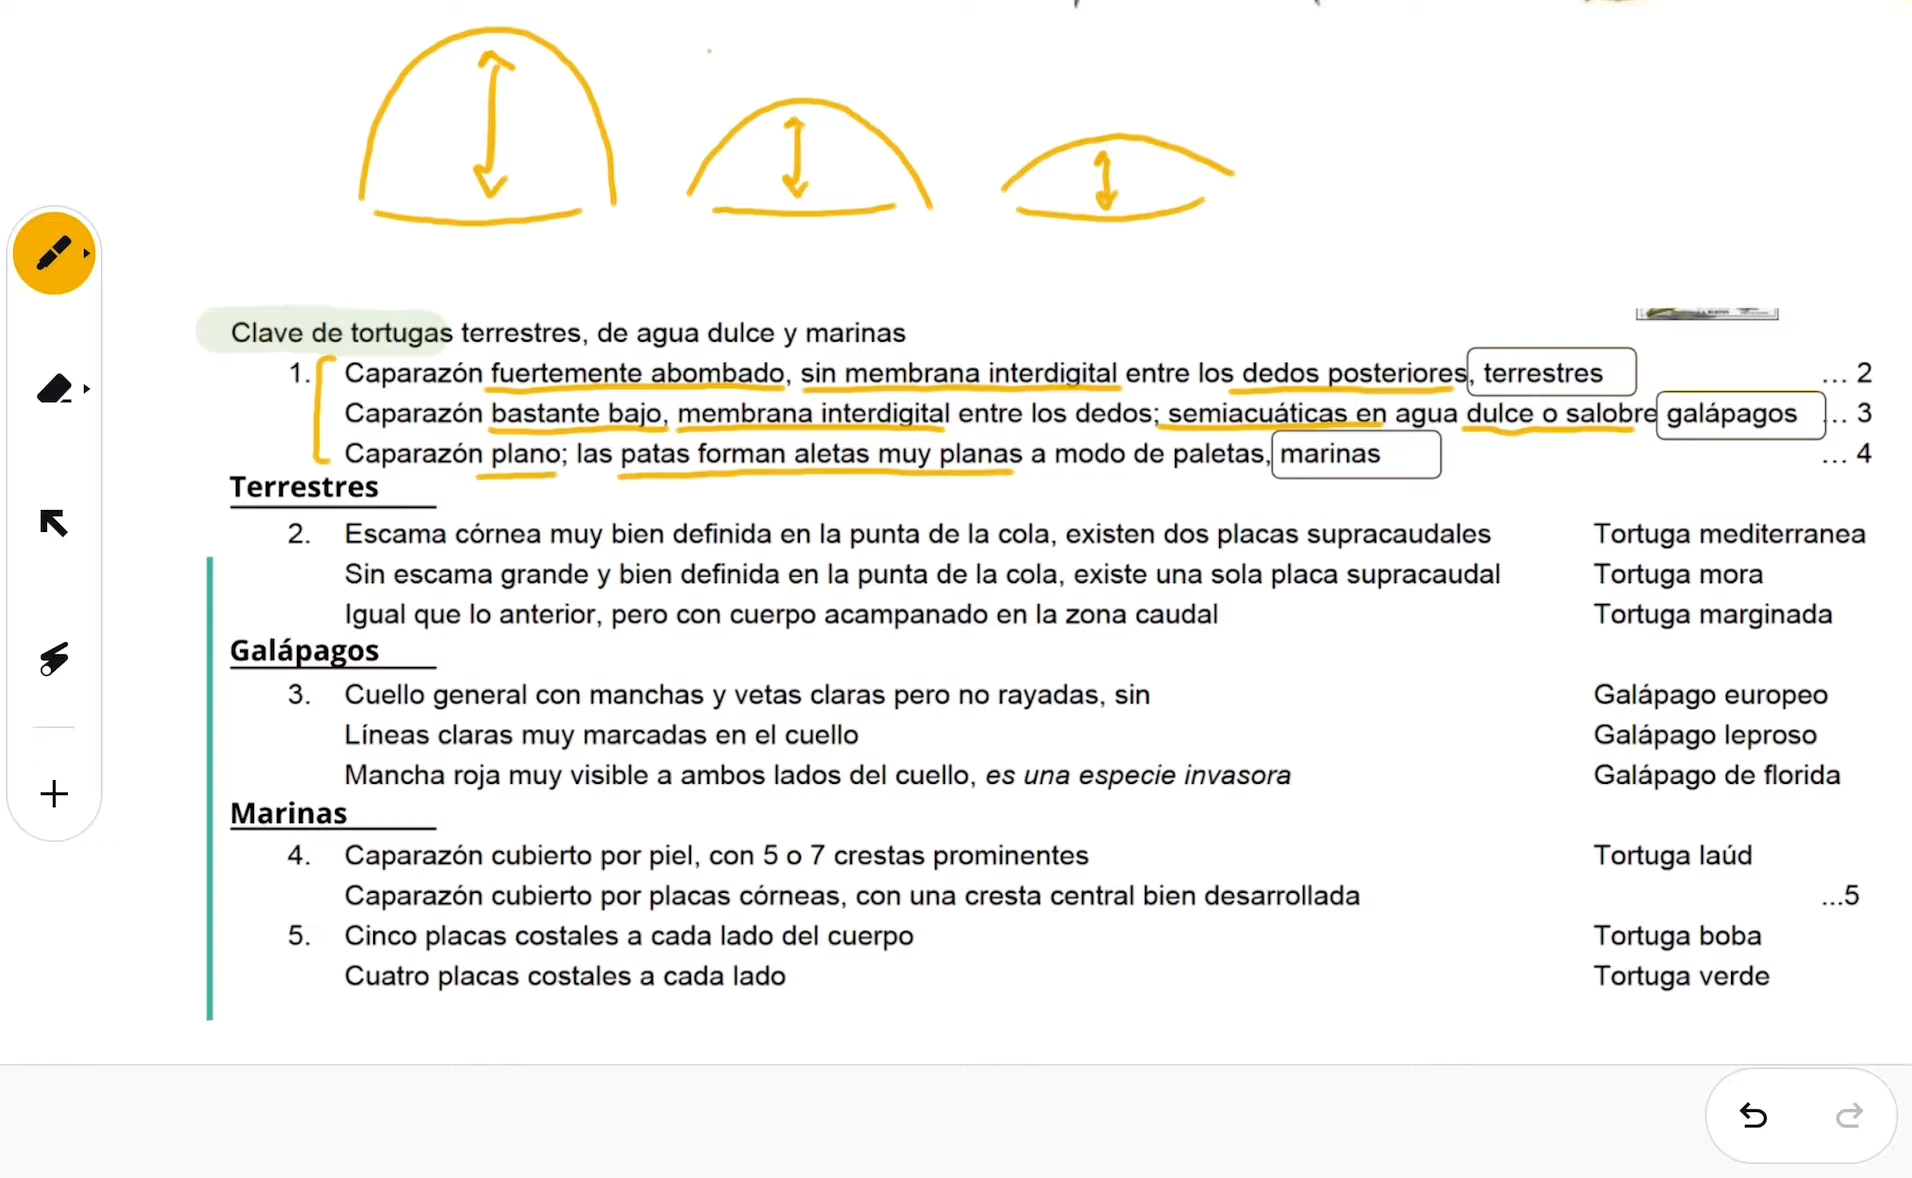 Clave de tortugas terrestres, de agua dulce y marinas
1. Caparazón fuertemente abombado, sin membrana interdigital entre los dedos posteriores, terrestres ... 2
Caparazón bastante bajo, membrana interdigital entre los dedos; semiacuáticas en agua dulce o salobre galápagos ... 3
Caparazón plano; las patas forman aletas muy planas a modo de paletas, marinas ... 4
Terrestres
2. Escama córnea muy bien definida en la punta de la cola, existen dos placas supracaudales Tortuga mediterranea
Sin escama grande y bien definida en la punta de la cola, existe una sola placa supracaudal Tortuga mora
Igual que lo anterior, pero con cuerpo acampanado en la zona caudal Tortuga marginada
Galápagos
3. Cuello general con manchas y vetas claras pero no rayadas, sin Galápago europeo
Líneas claras muy marcadas en el cuello Galápago leproso
Mancha roja muy visible a ambos lados del cuello, es una especie invasora Galápago de florida
Marinas
4. Caparazón cubierto por piel, con 5 o 7 crestas prominentes Tortuga laúd
Caparazón cubierto por placas córneas, con una cresta central bien desarrollada ...5
5. Cinco placas costales a cada lado del cuerpo Tortuga boba
Cuatro placas costales a cada lado Tortuga verde